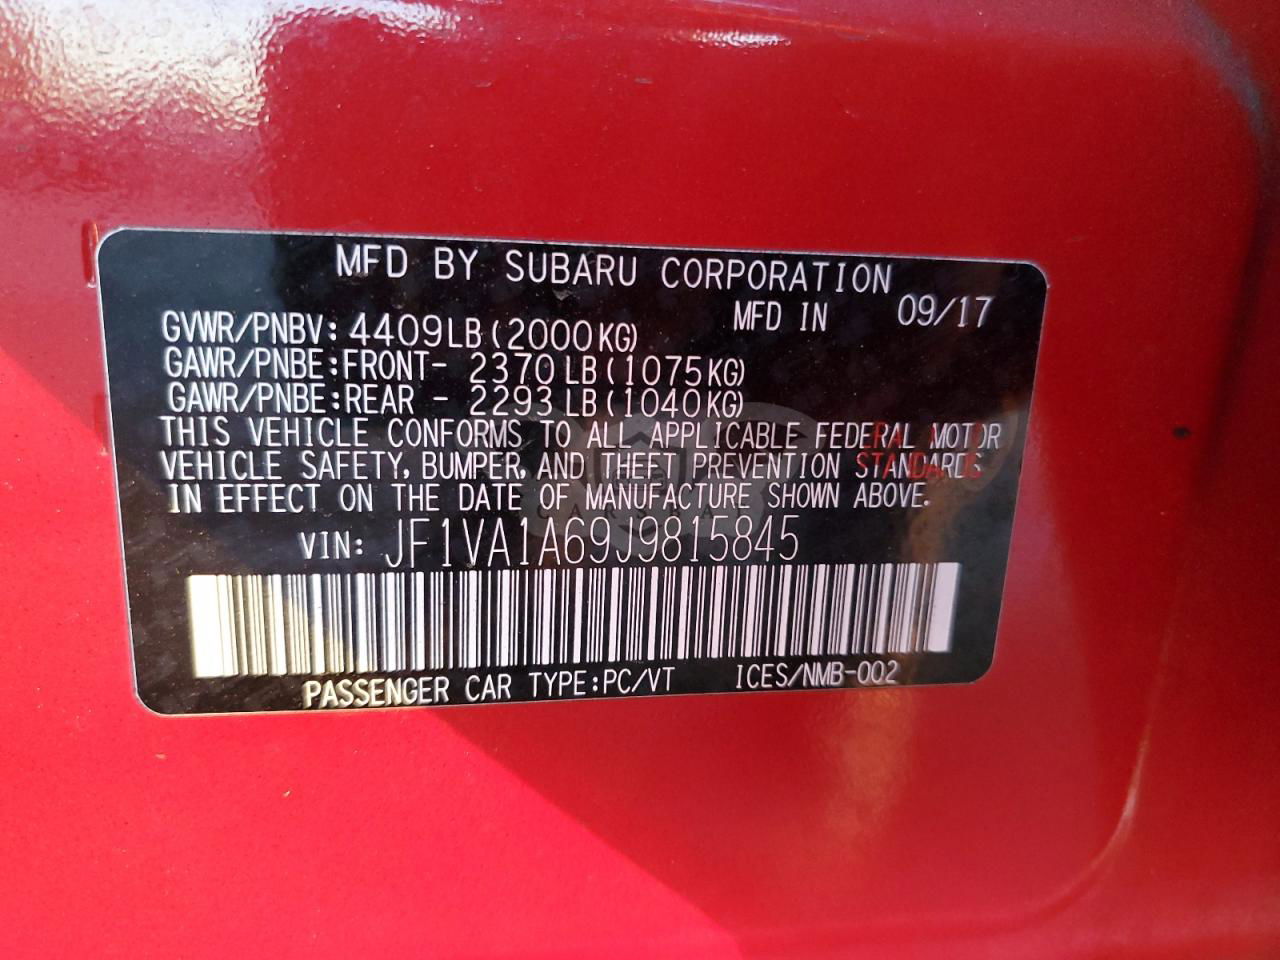 MFD BY SUBARU CORPORATION
MFD IN 09/17
GVWR/PNBV: 4409LB(2000KG)
GAWR/PNBE:FRONT- 2370LB(1075KG)
GAWR/PNBE:REAR - 2293LB(1040KG)
THIS VEHICLE CONFORMS TO ALL APPLICABLE FEDERAL MOTOR
VEHICLE SAFETY, BUMPER, AND THEFT PREVENTION STANDARDS
IN EFFECT ON THE DATE OF MANUFACTURE SHOWN ABOVE.
VIN: JF1VA1A69J9815845
PASSENGER CAR TYPE:PC/VT ICES/NMB-002